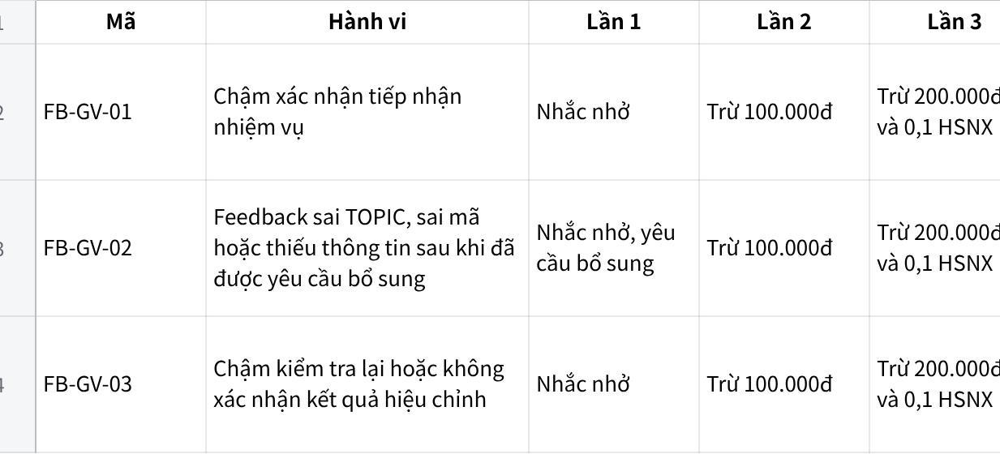 Mã Hành vi Lần 1 Lần 2 Lần 3
1
2
FB-GV-01
Chậm xác nhận tiếp nhận
nhiệm vụ
Nhắc nhở
Trừ 100.000đ
Trừ 200.000đ
và 0,1 HSNX
3
FB-GV-02
Feedback sai TOPIC, sai mã
hoặc thiếu thông tin sau khi đã
được yêu cầu bổ sung
Nhắc nhở, yêu
cầu bổ sung
Trừ 100.000đ
Trừ 200.000đ
và 0,1 HSNX
4
FB-GV-03
Chậm kiểm tra lại hoặc không
xác nhận kết quả hiệu chỉnh
Nhắc nhở
Trừ 100.000đ
Trừ 200.000đ
và 0,1 HSNX